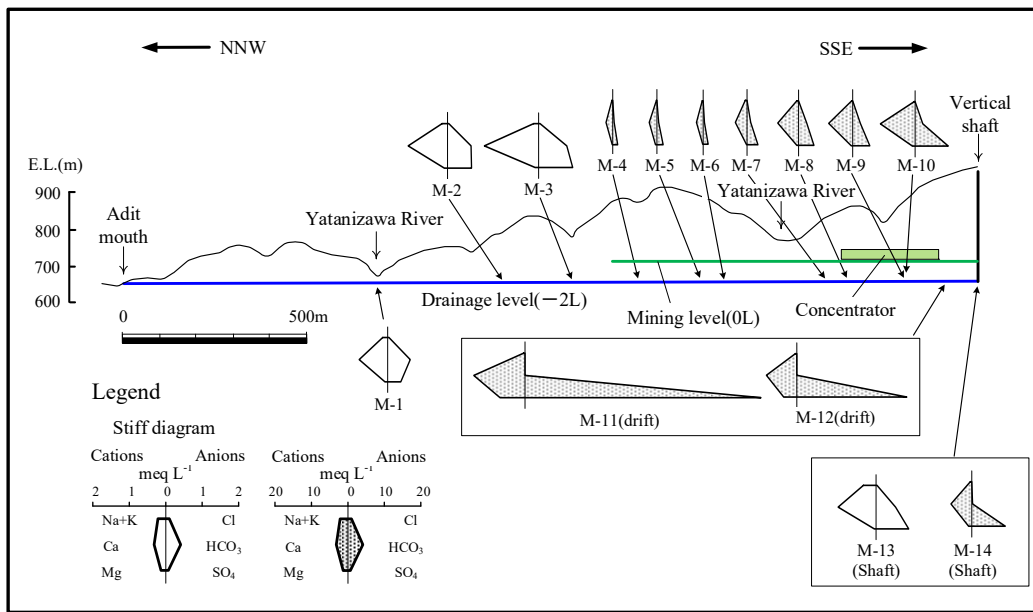 NNW
SSE
Vertical
shaft
M-4
M-5
M-6
M-7
M-8
M-9
M-10
M-2
M-3
E.L.(m)
900
800
700
600
Adit
mouth
Yatanizawa River
Yatanizawa River
Drainage level(－2L)
Mining level(0L)
Concentrator
0
500m
M-1
M-11(drift)
M-12(drift)
M-13
(Shaft)
M-14
(Shaft)
Legend
Stiff diagram
Cations Anions
meq L⁻¹
2 1 0 1 2
Na+K Cl
Ca HCO₃
Mg SO₄
Cations Anions
meq L⁻¹
20 10 0 10 20
Na+K Cl
Ca HCO₃
Mg SO₄